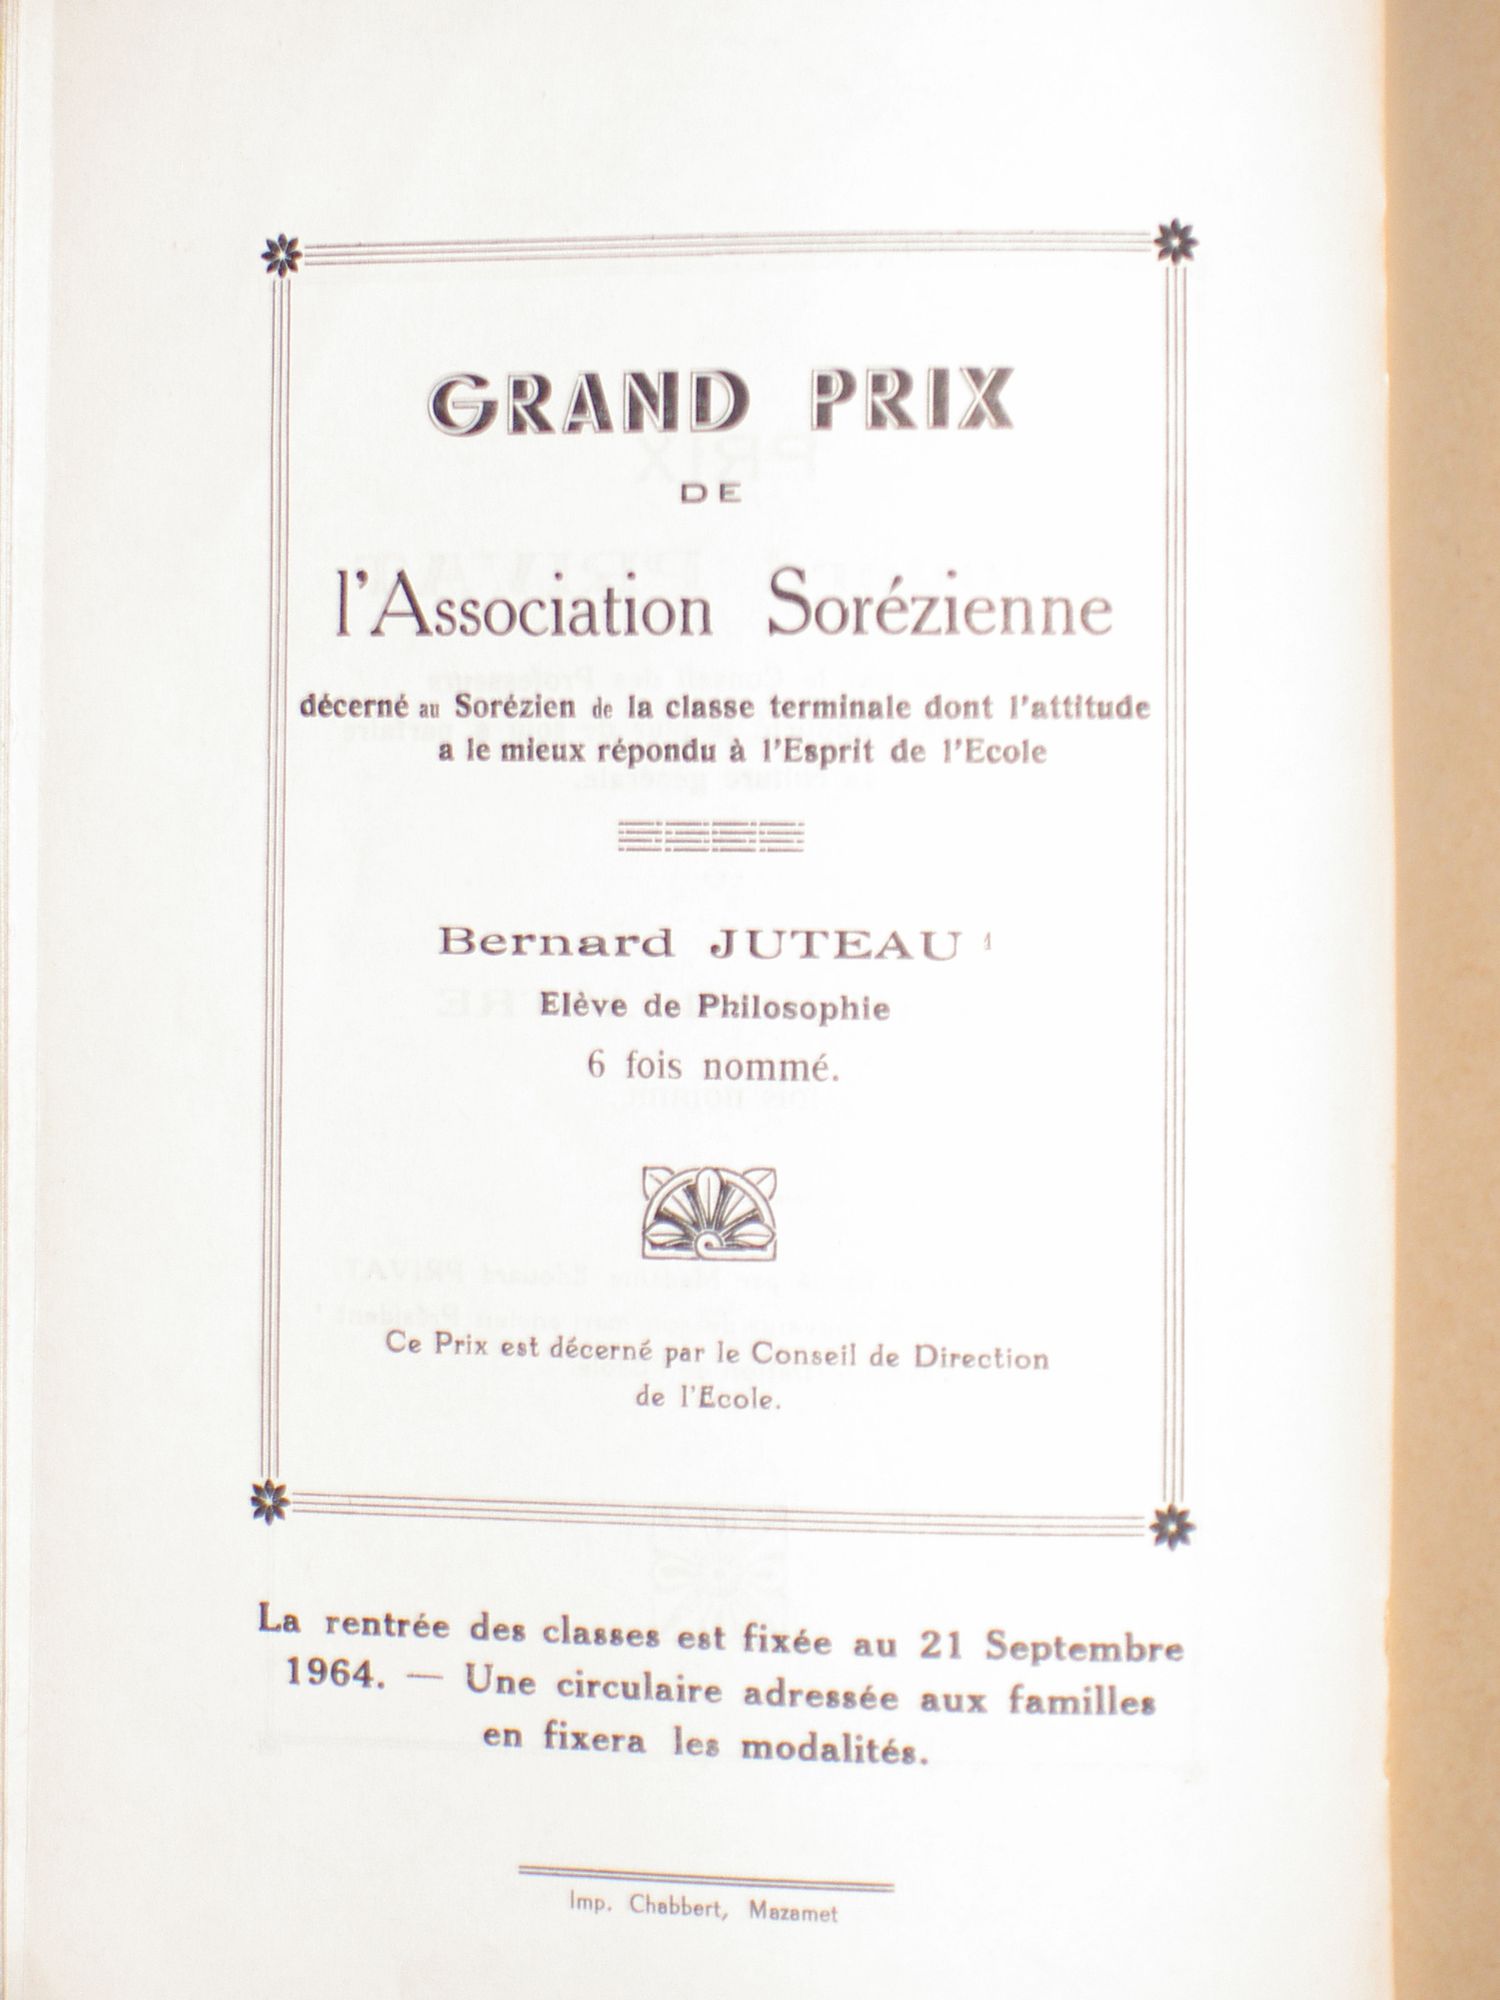 GRAND PRIX
DE
l'Association Sorézienne
décerné au Sorézien de la classe terminale dont l'attitude
a le mieux répondu à l'Esprit de l'Ecole
Bernard JUTEAU 1
Elève de Philosophie
6 fois nommé.
Ce Prix est décerné par le Conseil de Direction
de l'Ecole.
La rentrée des classes est fixée au 21 Septembre
1964. — Une circulaire adressée aux familles
en fixera les modalités.
Imp. Chabbert, Mazamet